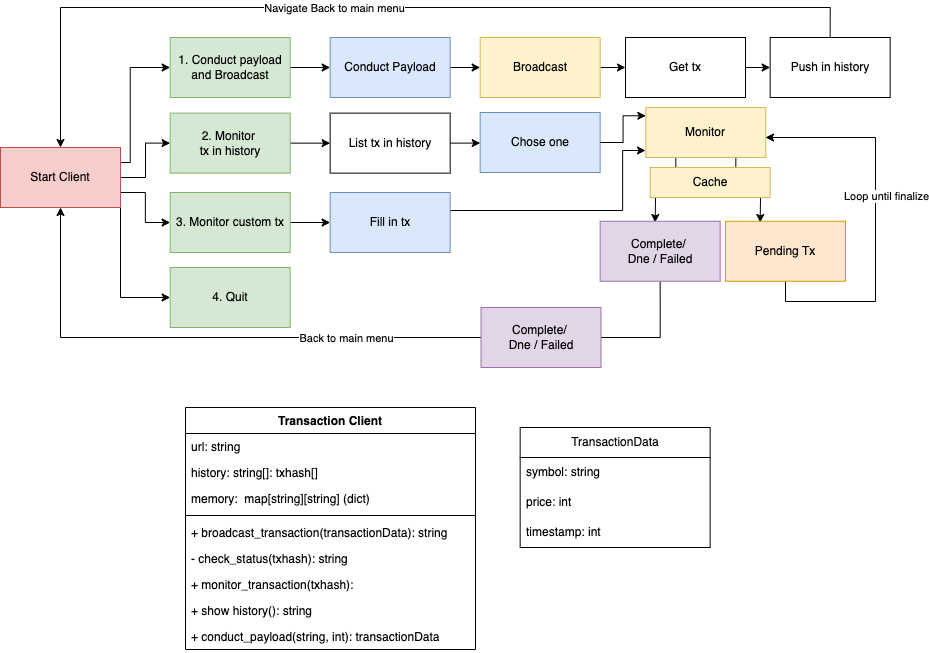 Navigate Back to main menu
1. Conduct payload
and Broadcast
Conduct Payload
Broadcast
Get tx
Push in history
2. Monitor
tx in history
List tx in history
Chose one
Monitor
Start Client
Cache
Loop until finalize
3. Monitor custom tx
Fill in tx
Complete/
Dne / Failed
Pending Tx
4. Quit
Back to main menu
Complete/
Dne / Failed
Transaction Client
url: string
history: string[]: txhash[]
memory:  map[string][string] (dict)
+ broadcast_transaction(transactionData): string
- check_status(txhash): string
+ monitor_transaction(txhash):
+ show history(): string
+ conduct_payload(string, int): transactionData
TransactionData
symbol: string
price: int
timestamp: int